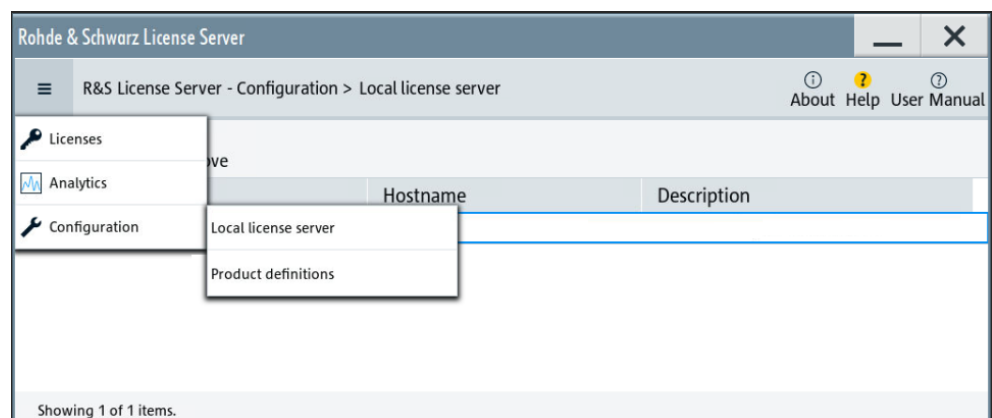 Rohde & Schwarz License Server
R&S License Server - Configuration > Local license server
About Help User Manual
Licenses
Analytics
Hostname Description
Configuration
Local license server
Product definitions
Showing 1 of 1 items.